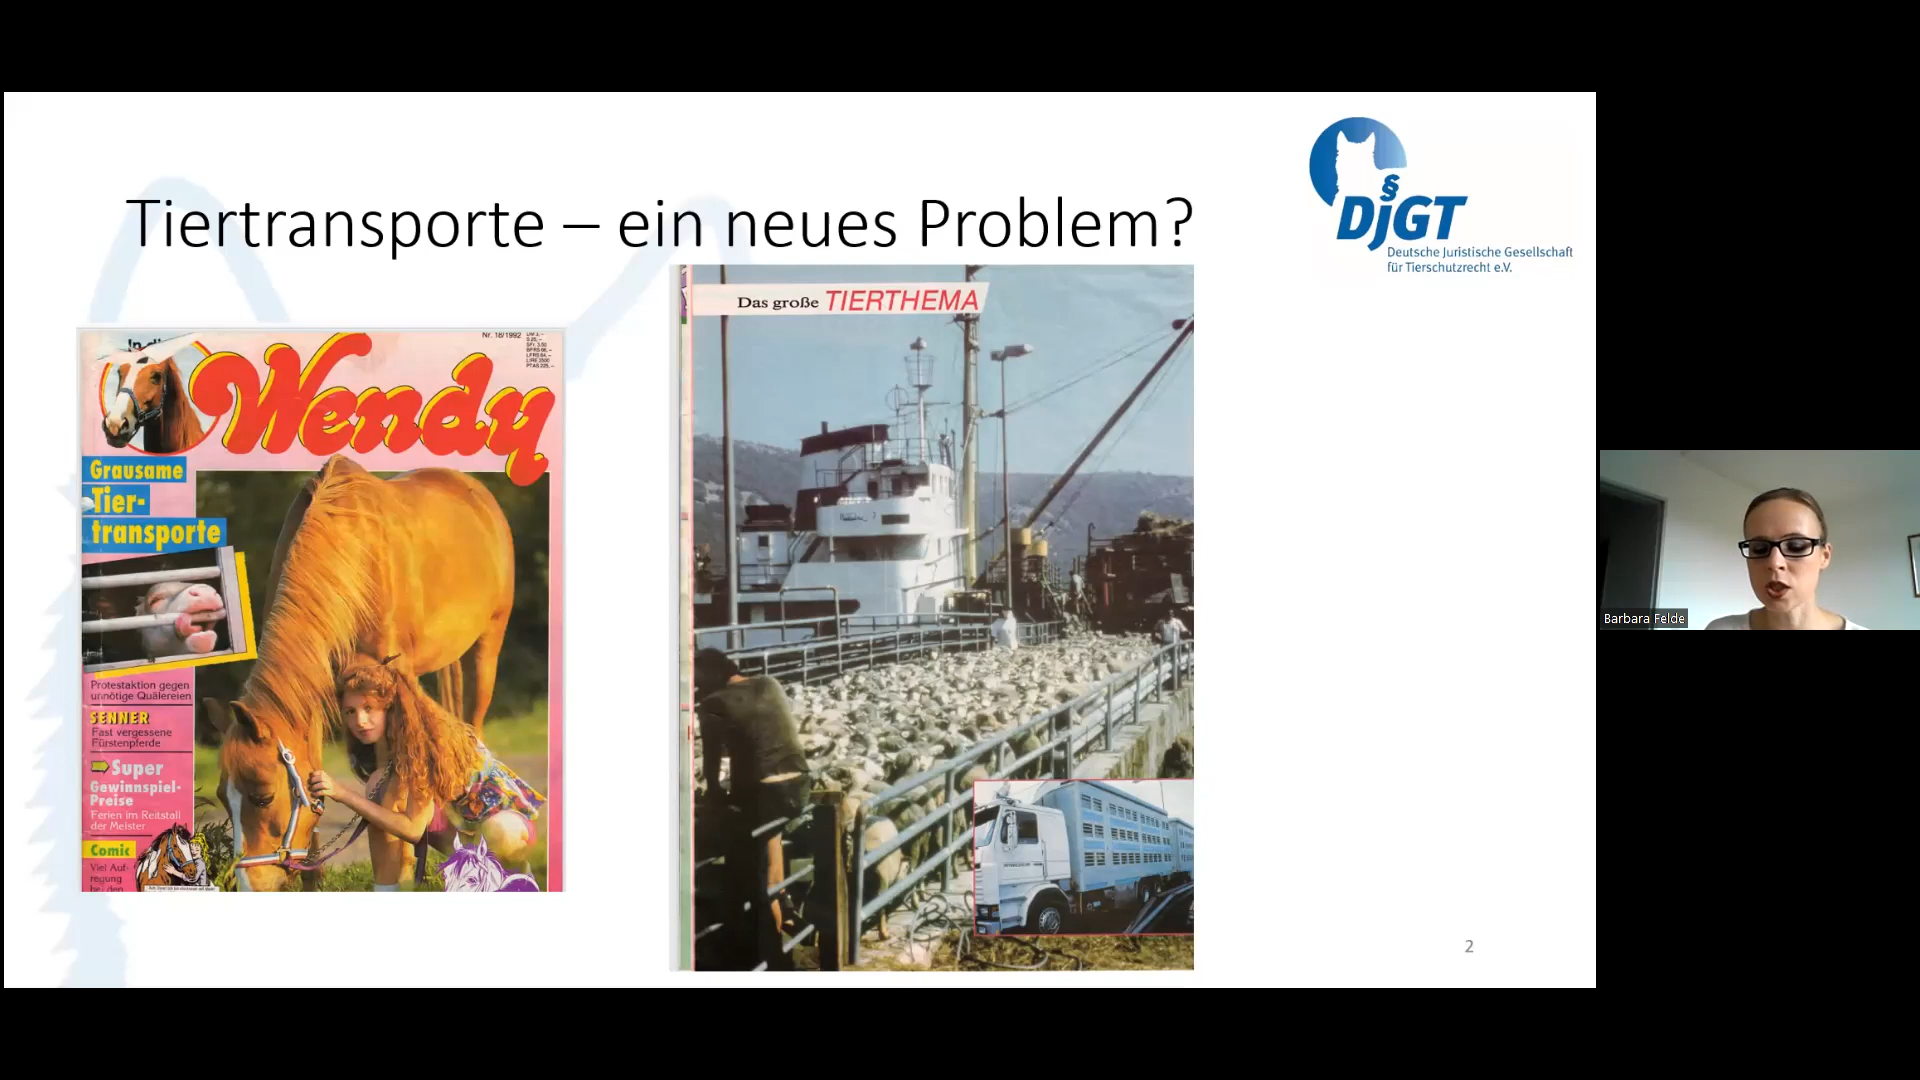 Tiertransporte – ein neues Problem?
§
DjGT
Deutsche Juristische Gesellschaft
für Tierschutzrecht e.V.
Nr. 18/1992
Wendy
Grausame
Tier-
transporte
Protestaktion gegen
unnötige Quälereien
SENNER
Fast vergessene
Fürstenpferde
Super
Gewinnspiel-
Preise
Ferien im Reitstall
der Meister
Comic
Viel Auf-
regung
bei den
Das große TIERTHEMA
Barbara Felde
2